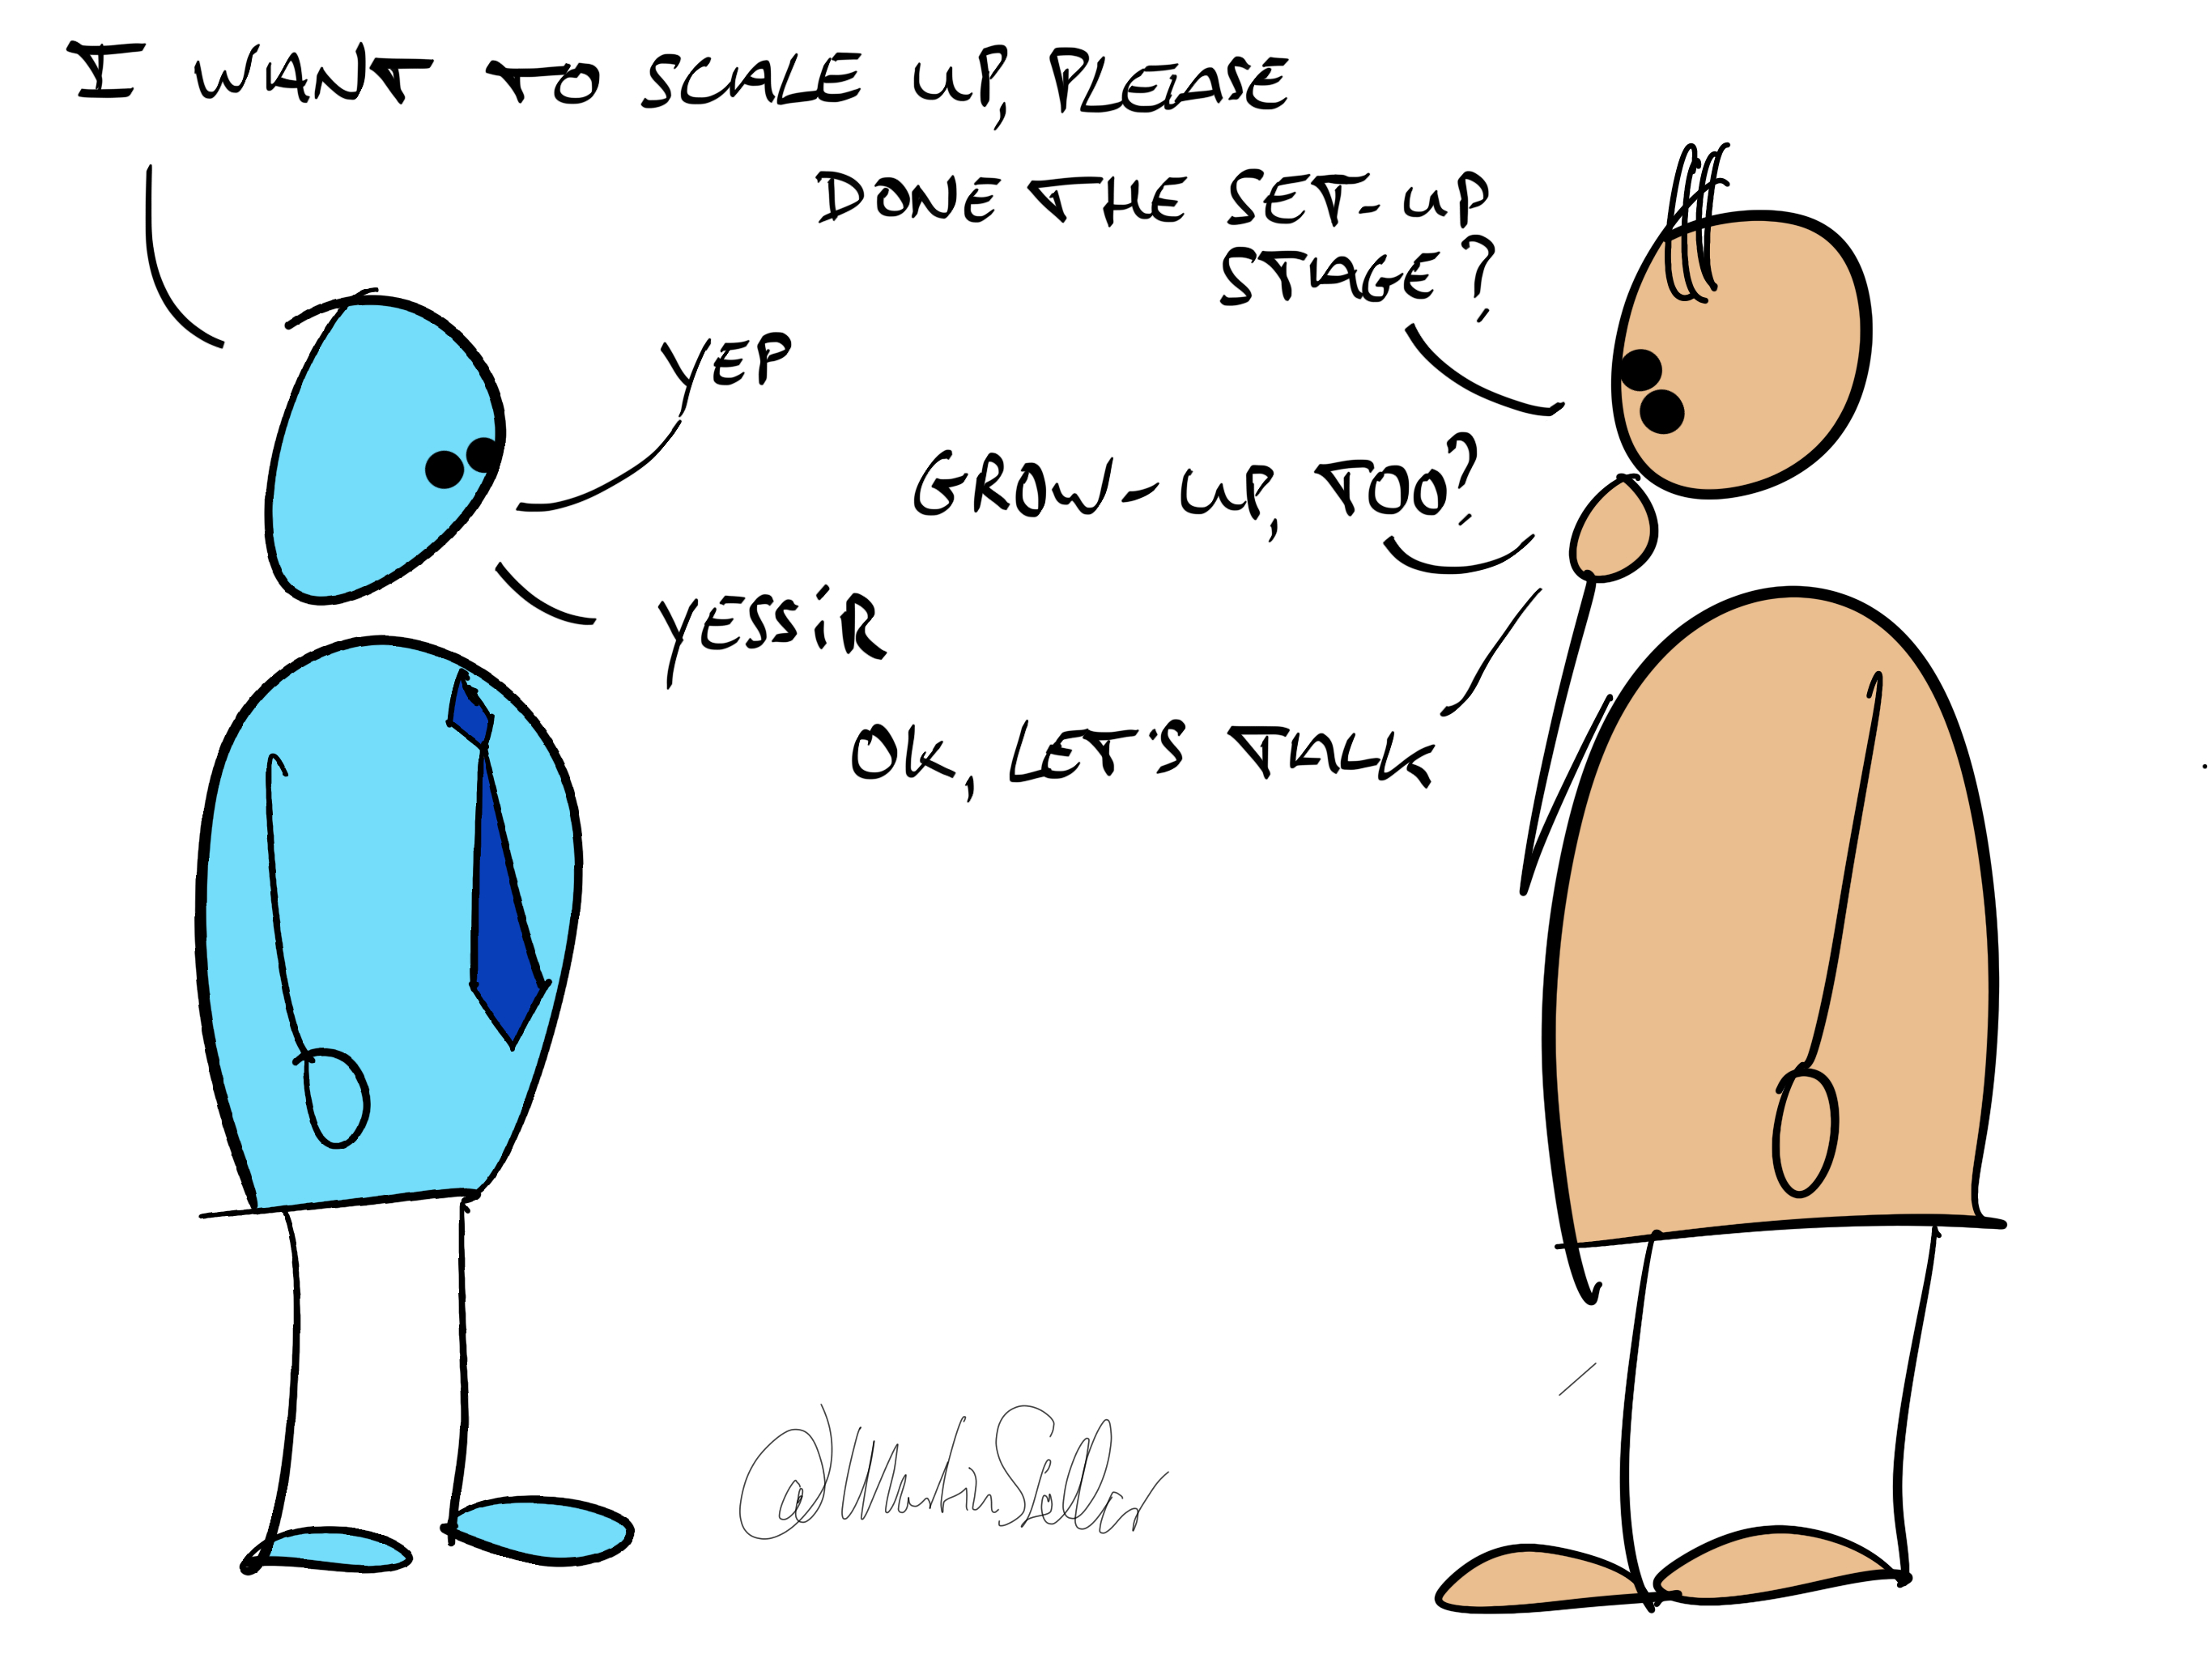 I WANT TO SCALE UP, PLEASE
DONE THE SET-UP
STAGE?
YEP
GROW-UP, TOO?
YESSIR
OK, LET'S TALK
@MartinStellar